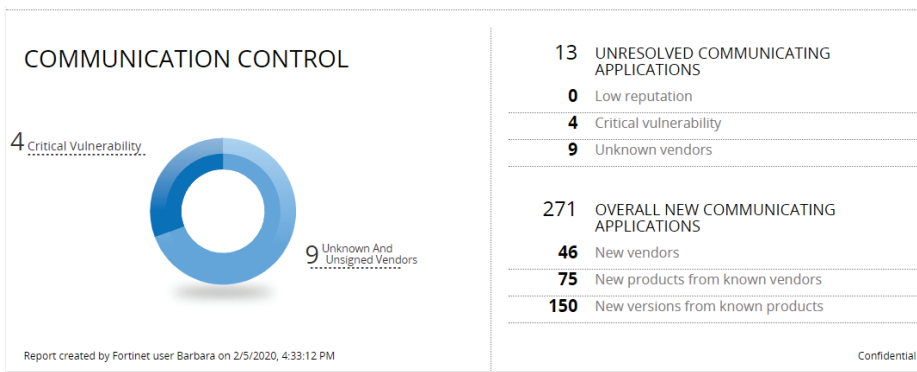 COMMUNICATION CONTROL
4 Critical Vulnerability
9 Unknown And
Unsigned Vendors
Report created by Fortinet user Barbara on 2/5/2020, 4:33:12 PM
13 UNRESOLVED COMMUNICATING
APPLICATIONS
0 Low reputation
4 Critical vulnerability
9 Unknown vendors
271 OVERALL NEW COMMUNICATING
APPLICATIONS
46 New vendors
75 New products from known vendors
150 New versions from known products
Confidential